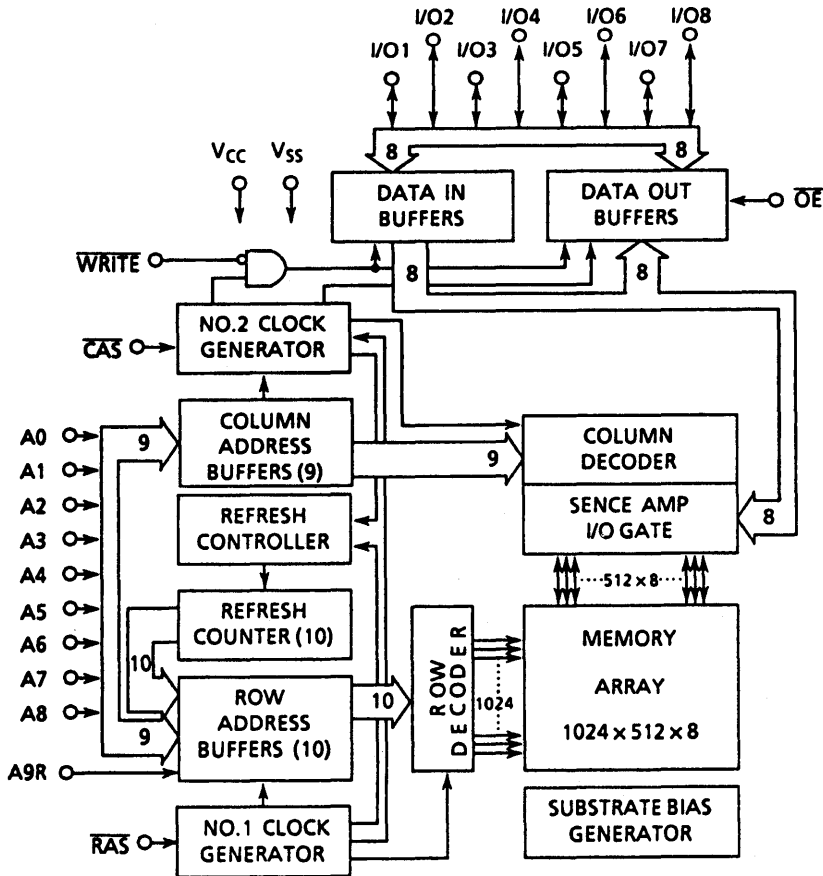 I/O2
I/O4
I/O6
I/O8
I/O1
I/O3
I/O5
I/O7
8
8
VCC
VSS
DATA IN
BUFFERS
DATA OUT
BUFFERS
OE
WRITE
8
8
CAS
NO.2 CLOCK
GENERATOR
A0
A1
A2
A3
A4
A5
A6
A7
A8
A9R
9
COLUMN
ADDRESS
BUFFERS (9)
9
COLUMN
DECODER
SENCE AMP
I/O GATE
8
REFRESH
CONTROLLER
512 × 8
REFRESH
COUNTER (10)
10
9
ROW
ADDRESS
BUFFERS (10)
10
ROW
DECODER
1024
MEMORY
ARRAY
1024 × 512 × 8
RAS
NO.1 CLOCK
GENERATOR
SUBSTRATE BIAS
GENERATOR